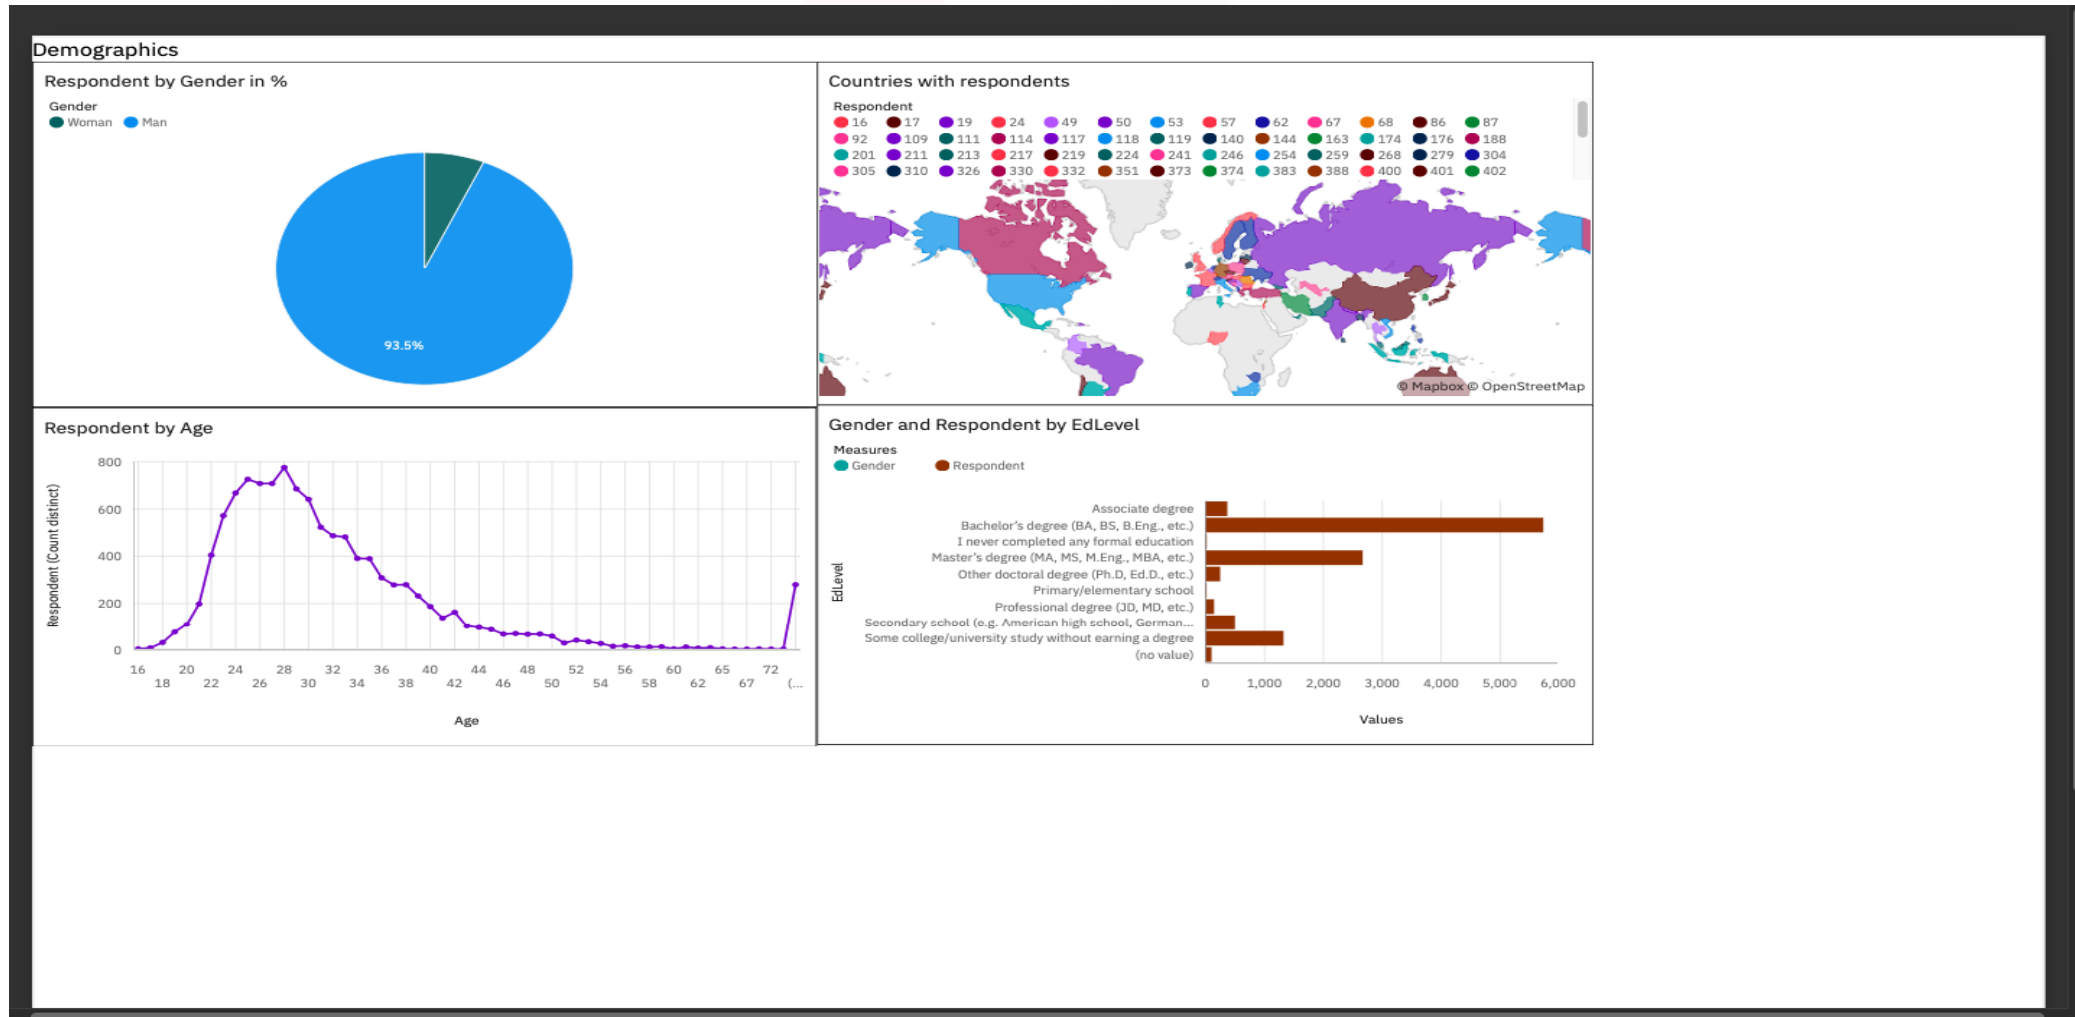 Demographics
Respondent by Gender in %
Gender
Woman Man
93.5%
Countries with respondents
Respondent
16 17 19 24 49 50 53 57 62 67 68 86 87
92 109 111 114 117 118 119 140 144 163 174 176 188
201 211 213 217 219 224 241 246 254 259 268 279 304
305 310 326 330 332 351 373 374 383 388 400 401 402
© Mapbox © OpenStreetMap
Respondent by Age
Respondent (Count distinct)
800
600
400
200
0
16 20 24 28 32 36 40 44 48 52 56 60 65 72
18 22 26 30 34 38 42 46 50 54 58 62 67 (...
Age
Gender and Respondent by EdLevel
Measures
Gender Respondent
EdLevel
Associate degree
Bachelor's degree (BA, BS, B.Eng., etc.)
I never completed any formal education
Master's degree (MA, MS, M.Eng., MBA, etc.)
Other doctoral degree (Ph.D, Ed.D., etc.)
Primary/elementary school
Professional degree (JD, MD, etc.)
Secondary school (e.g. American high school, German...
Some college/university study without earning a degree
(no value)
0 1,000 2,000 3,000 4,000 5,000 6,000
Values